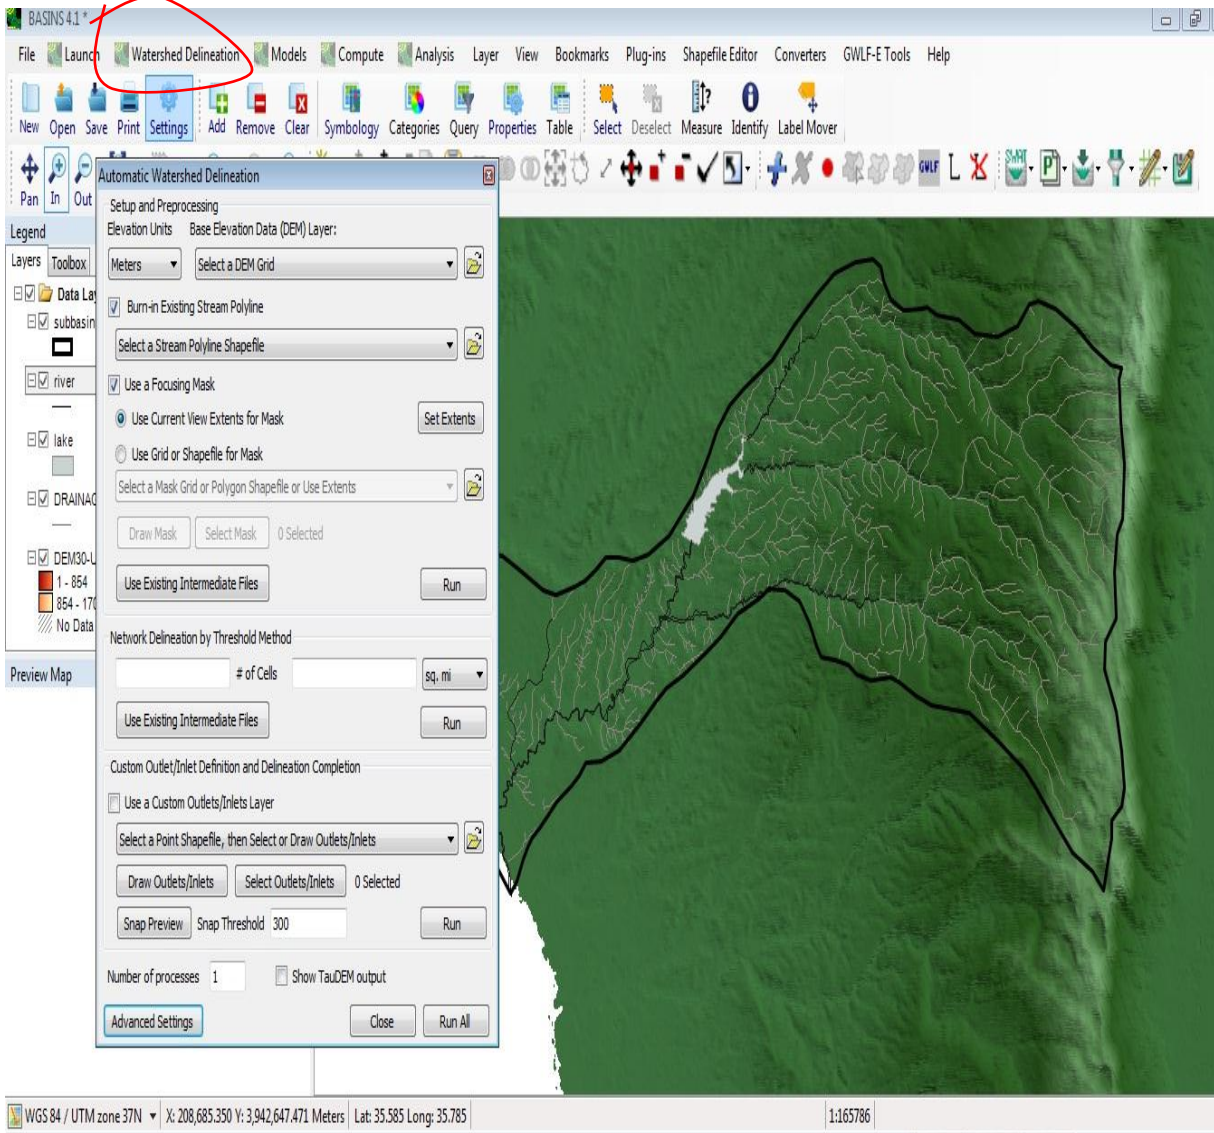 BASINS 4.1 *
File Launch Watershed Delineation Models Compute Analysis Layer View Bookmarks Plug-ins Shapefile Editor Converters GWLF-E Tools Help
New Open Save Print Settings Add Remove Clear Symbology Categories Query Properties Table Select Deselect Measure Identify Label Mover
Pan In Out
GWLF L SWAT P
Automatic Watershed Delineation
Setup and Preprocessing
Elevation Units Base Elevation Data (DEM) Layer:
Meters Select a DEM Grid
Burn-in Existing Stream Polyline
Select a Stream Polyline Shapefile
Use a Focusing Mask
Use Current View Extents for Mask Set Extents
Use Grid or Shapefile for Mask
Select a Mask Grid or Polygon Shapefile or Use Extents
Draw Mask Select Mask 0 Selected
Use Existing Intermediate Files Run
Network Delineation by Threshold Method
# of Cells sq. mi
Use Existing Intermediate Files Run
Custom Outlet/Inlet Definition and Delineation Completion
Use a Custom Outlets/Inlets Layer
Select a Point Shapefile, then Select or Draw Outlets/Inlets
Draw Outlets/Inlets Select Outlets/Inlets 0 Selected
Snap Preview Snap Threshold 300 Run
Number of processes 1 Show TauDEM output
Advanced Settings Close Run All
Legend
Layers Toolbox
Data Lay
subbasin
river
lake
DRAINAG
DEM30-U
1 - 854
854 - 170
No Data
Preview Map
WGS 84 / UTM zone 37N X: 208,685.350 Y: 3,942,647.471 Meters Lat: 35.585 Long: 35.785 1:165786